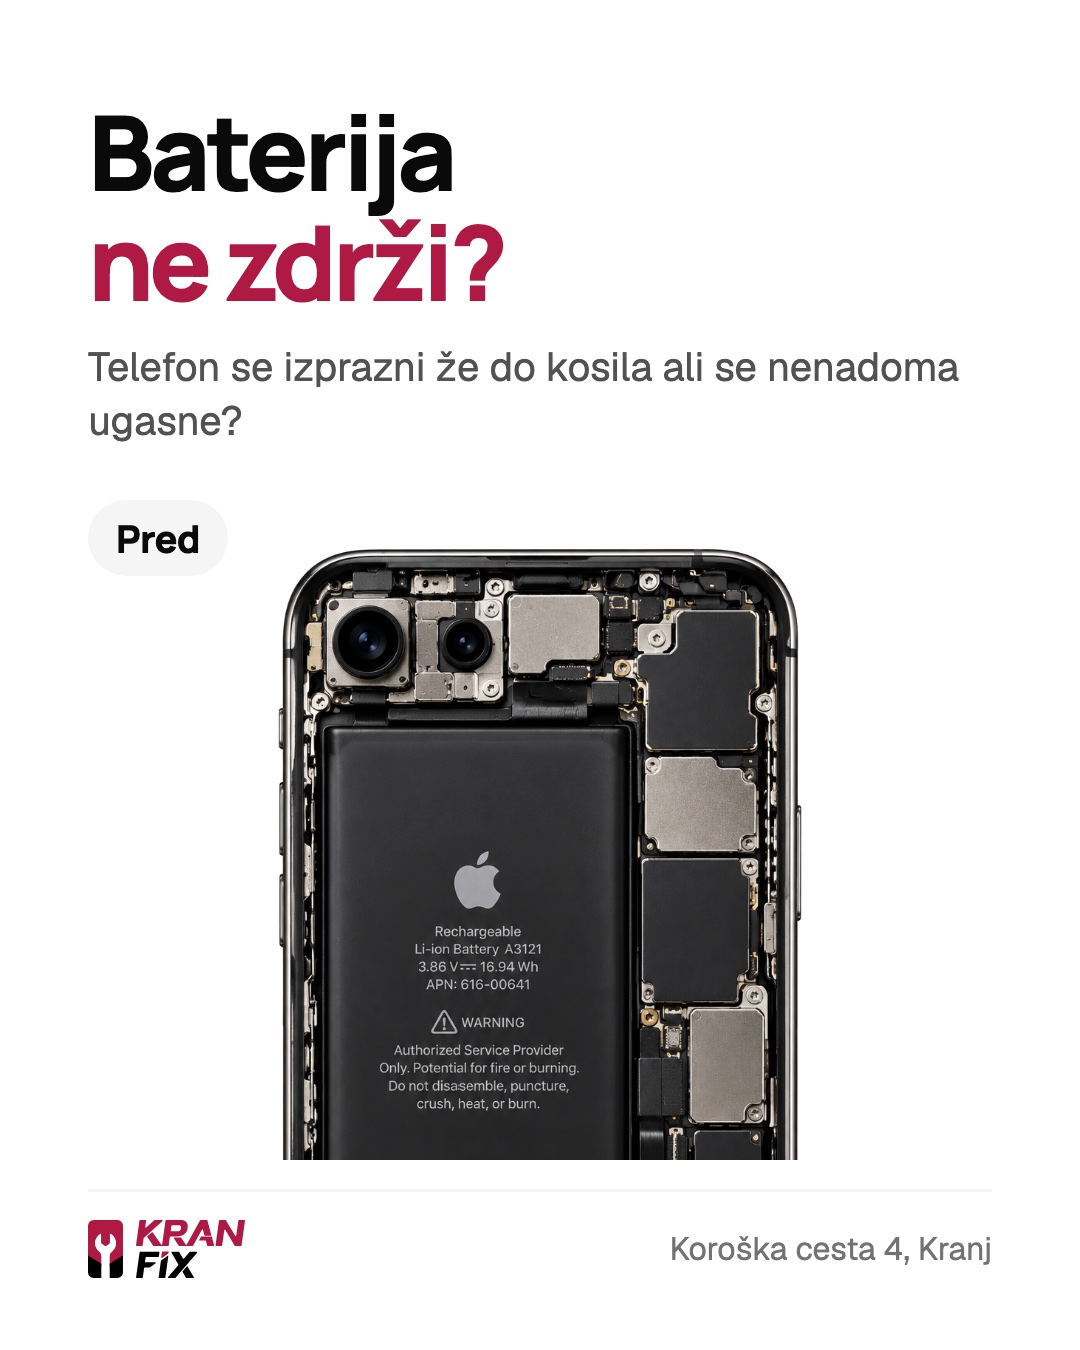 Baterija
ne zdrži?
Telefon se izprazni že do kosila ali se nenadoma
ugasne?
Pred
Rechargeable
Li-ion Battery A3121
3.86 V⎓ 16.94 Wh
APN: 616-00641
⚠ WARNING
Authorized Service Provider
Only. Potential for fire or burning.
Do not disasemble, puncture,
crush, heat, or burn.
KRAN
FIX
Koroška cesta 4, Kranj